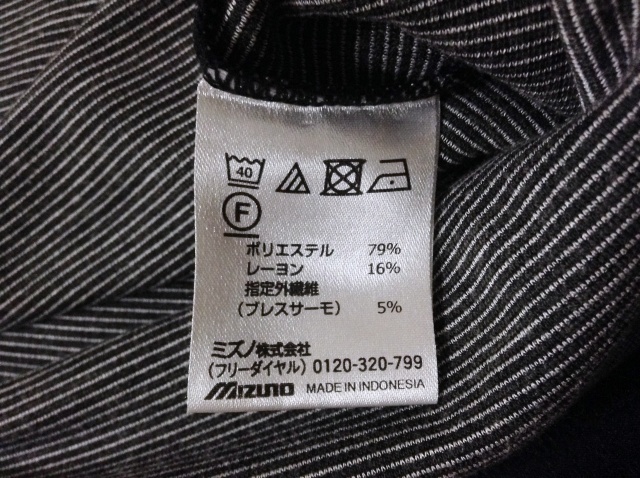 40
F
ポリエステル 79%
レーヨン 16%
指定外繊維
(ブレスサーモ) 5%
ミズノ株式会社
(フリーダイヤル) 0120-320-799
MIZUNO MADE IN INDONESIA